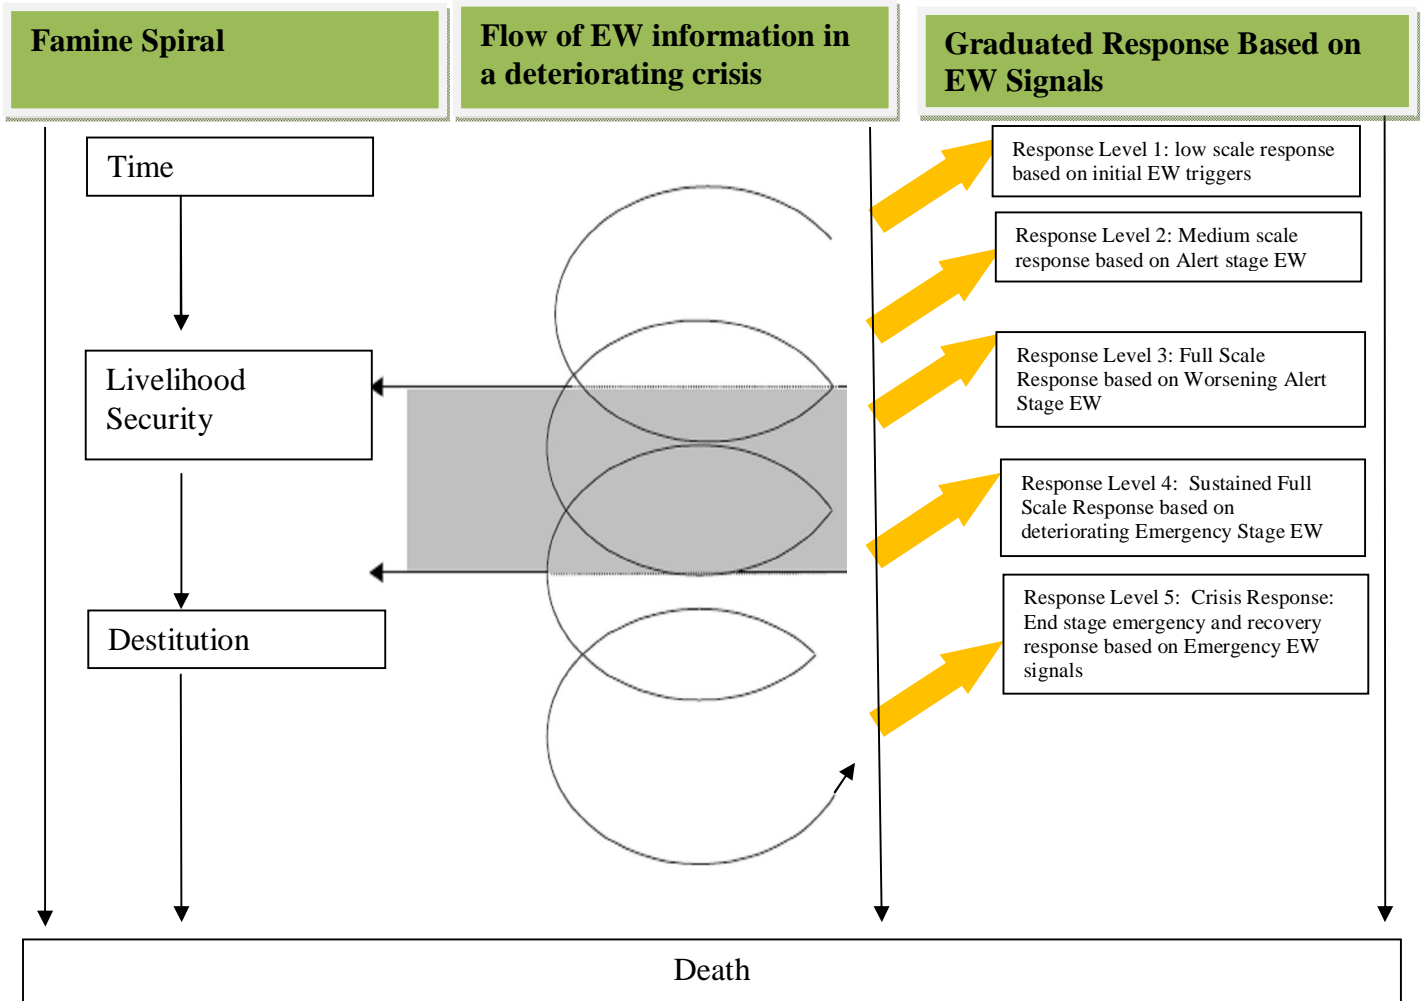 Famine Spiral
Flow of EW information in
a deteriorating crisis
Graduated Response Based on
EW Signals
Time
Livelihood
Security
Destitution
Response Level 1: low scale response
based on initial EW triggers
Response Level 2: Medium scale
response based on Alert stage EW
Response Level 3: Full Scale
Response based on Worsening Alert
Stage EW
Response Level 4:  Sustained Full
Scale Response based on
deteriorating Emergency Stage EW
Response Level 5:  Crisis Response:
End stage emergency and recovery
response based on Emergency EW
signals
Death